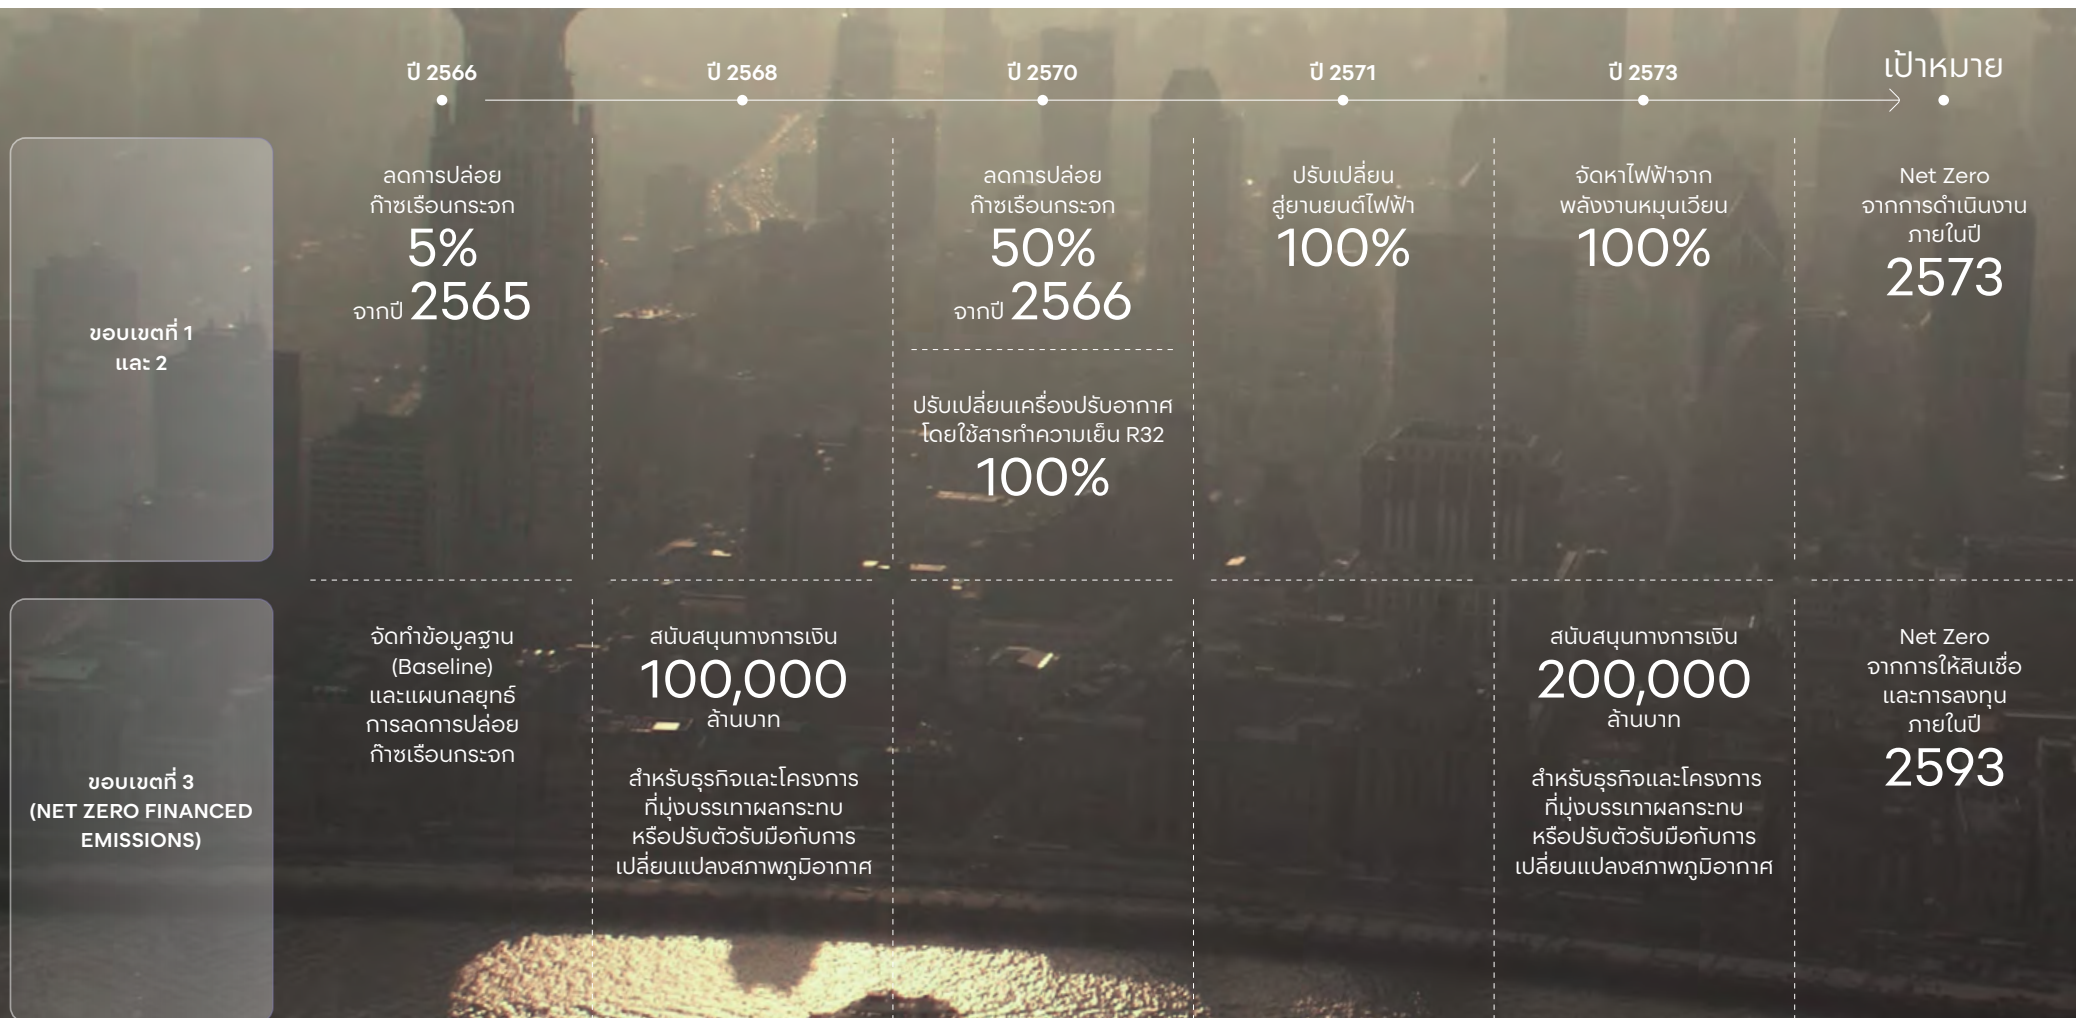 ปี 2566
ปี 2568
ปี 2570
ปี 2571
ปี 2573
เป้าหมาย
ขอบเขตที่ 1
และ 2
ลดการปล่อย
ก๊าซเรือนกระจก
5%
จากปี 2565
ลดการปล่อย
ก๊าซเรือนกระจก
50%
จากปี 2566
ปรับเปลี่ยนเครื่องปรับอากาศ
โดยใช้สารทำความเย็น R32
100%
ปรับเปลี่ยน
สู่ยานยนต์ไฟฟ้า
100%
จัดหาไฟฟ้าจาก
พลังงานหมุนเวียน
100%
Net Zero
จากการดำเนินงาน
ภายในปี
2573
ขอบเขตที่ 3
(NET ZERO FINANCED
EMISSIONS)
จัดทำข้อมูลฐาน
(Baseline)
และแผนกลยุทธ์
การลดการปล่อย
ก๊าซเรือนกระจก
สนับสนุนทางการเงิน
100,000
ล้านบาท
สำหรับธุรกิจและโครงการ
ที่มุ่งบรรเทาผลกระทบ
หรือปรับตัวรับมือกับการ
เปลี่ยนแปลงสภาพภูมิอากาศ
สนับสนุนทางการเงิน
200,000
ล้านบาท
สำหรับธุรกิจและโครงการ
ที่มุ่งบรรเทาผลกระทบ
หรือปรับตัวรับมือกับการ
เปลี่ยนแปลงสภาพภูมิอากาศ
Net Zero
จากการให้สินเชื่อ
และการลงทุน
ภายในปี
2593